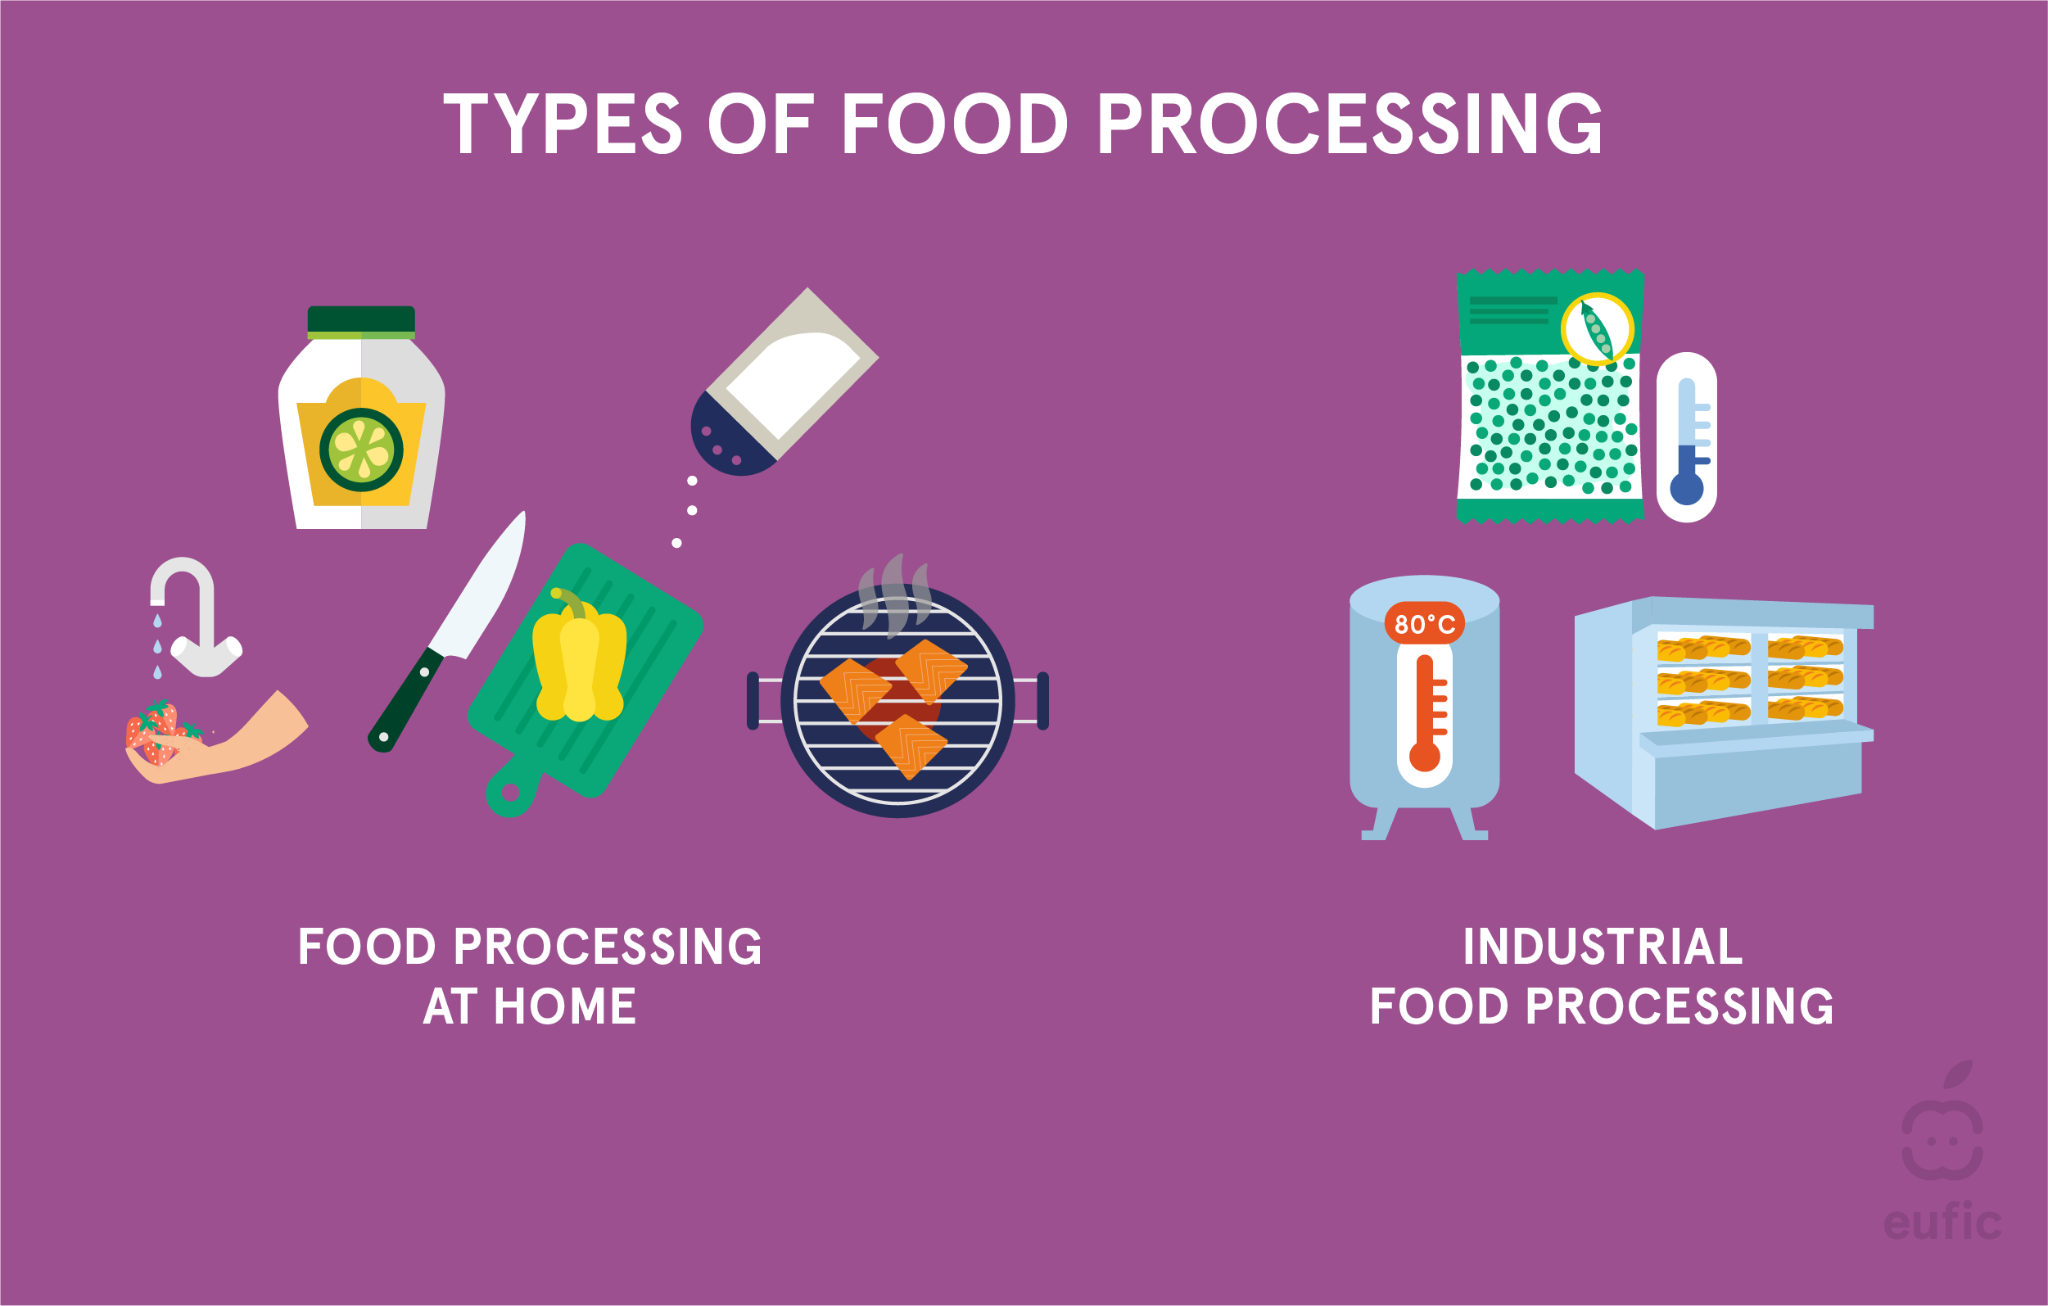 TYPES OF FOOD PROCESSING
80°C
FOOD PROCESSING
AT HOME
INDUSTRIAL
FOOD PROCESSING
eufic